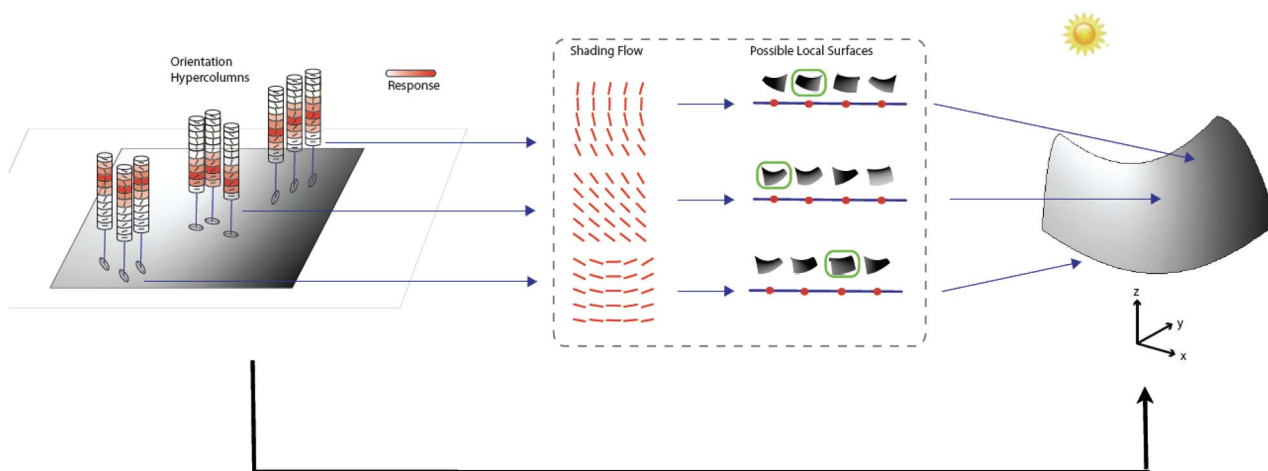 Orientation
Hypercolumns
Response
Shading Flow
Possible Local Surfaces
z
y
x